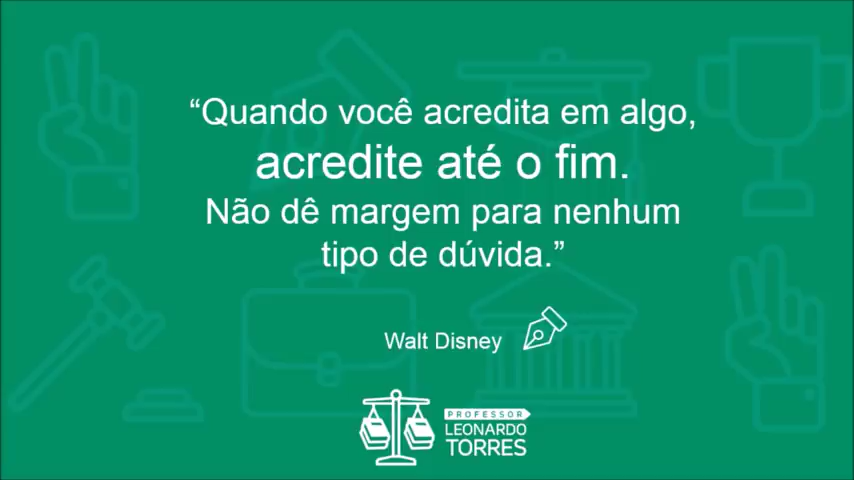 “Quando você acredita em algo,
acredite até o fim.
Não dê margem para nenhum
tipo de dúvida.”
Walt Disney
PROFESSOR
LEONARDO
TORRES